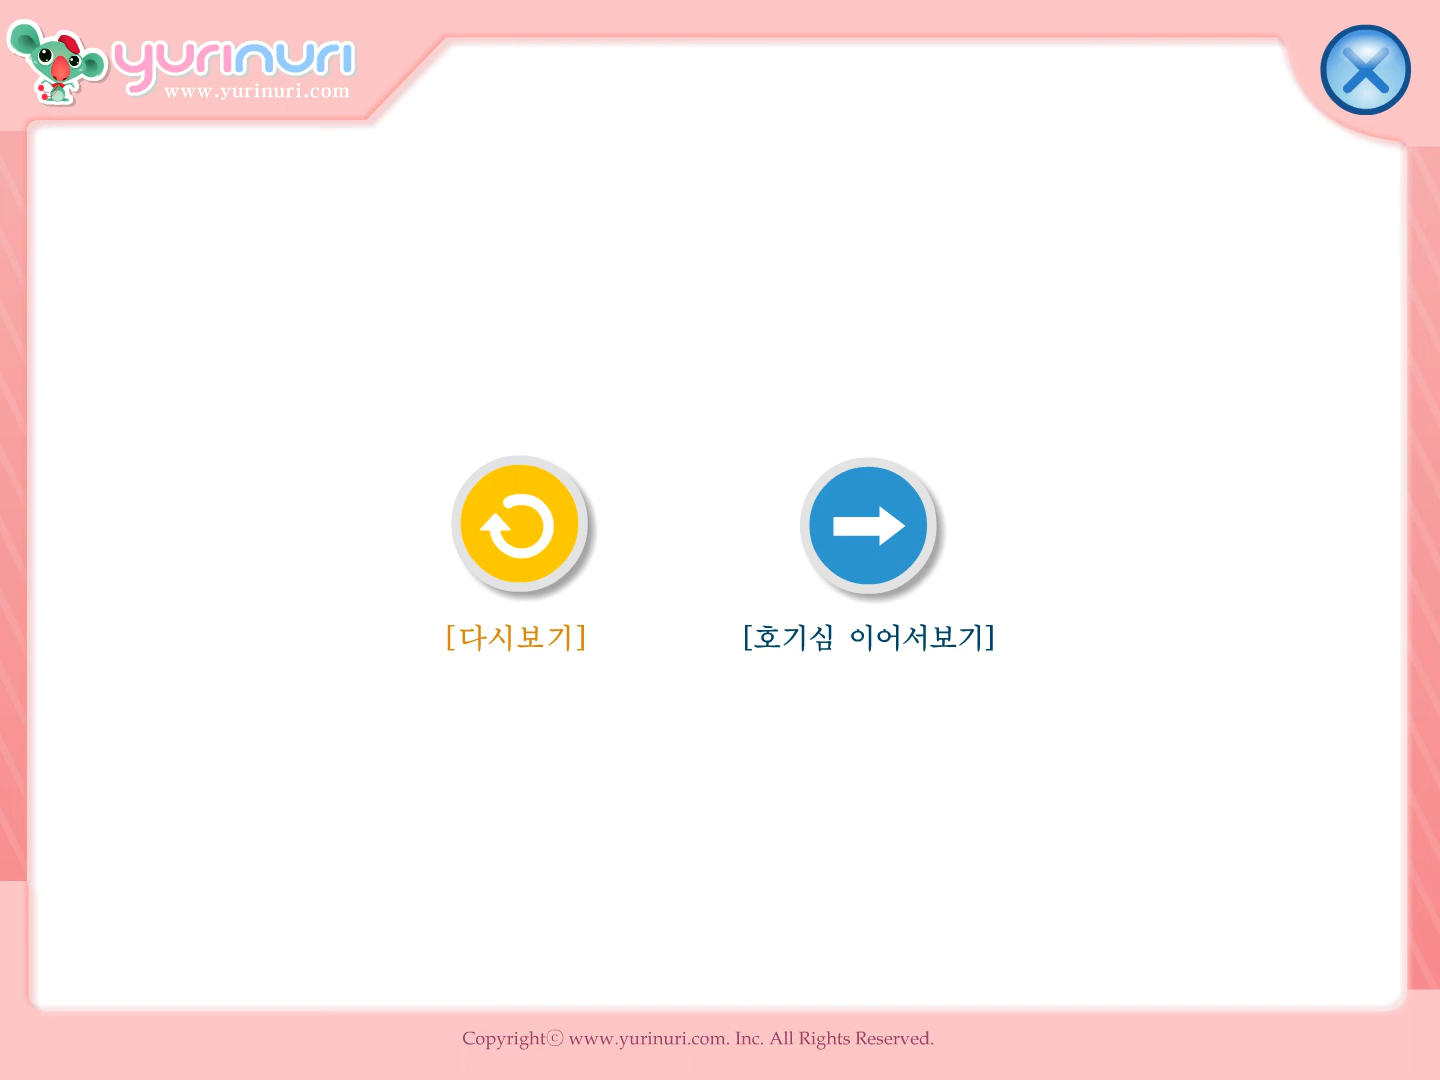 yurinuri
www.yurinuri.com
[다시보기]
[호기심 이어서보기]
Copyrightⓒ www.yurinuri.com. Inc. All Rights Reserved.